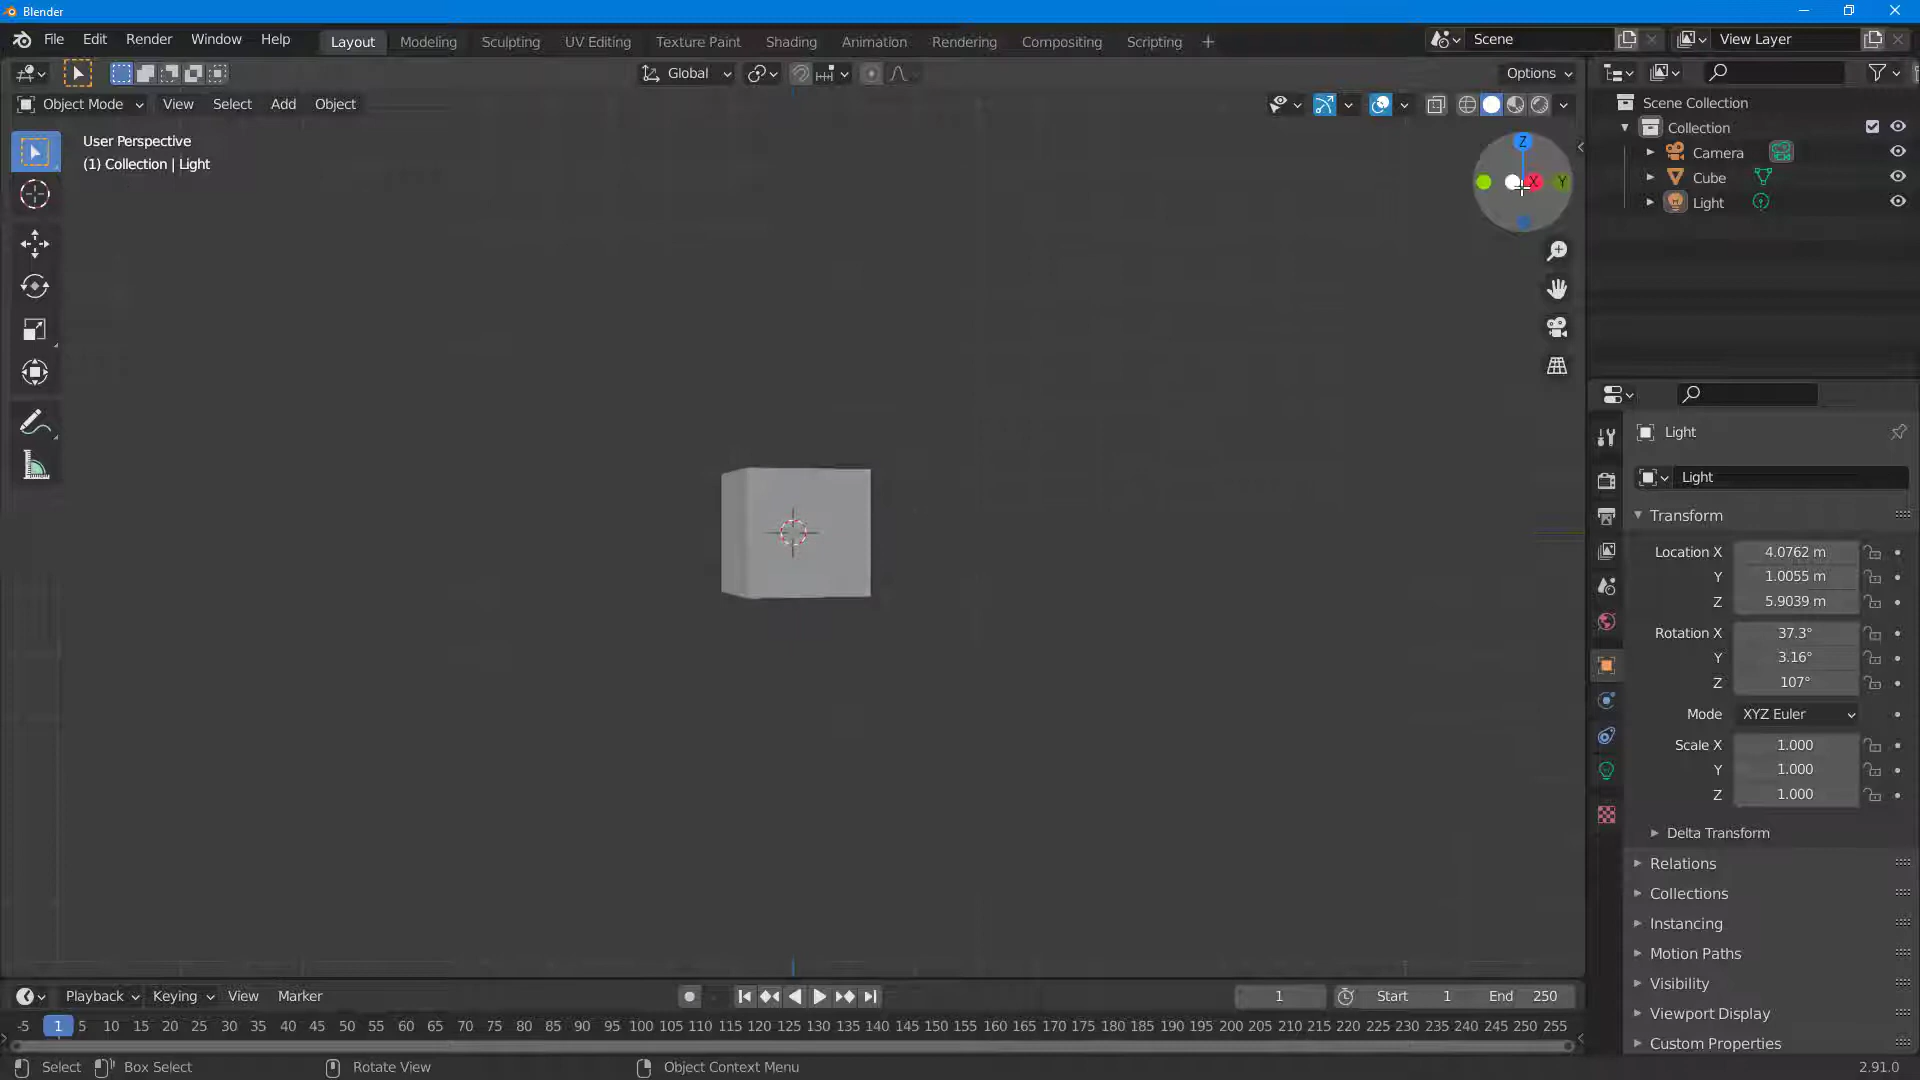 Blender
File Edit Render Window Help Layout Modeling Sculpting UV Editing Texture Paint Shading Animation Rendering Compositing Scripting Scene View Layer
Global Options
Object Mode View Select Add Object
User Perspective
(1) Collection | Light
Z
X Y
Scene Collection
Collection
Camera
Cube
Light
Light
Light
Transform
Location X 4.0762 m
Y 1.0055 m
Z 5.9039 m
Rotation X 37.3°
Y 3.16°
Z 107°
Mode XYZ Euler
Scale X 1.000
Y 1.000
Z 1.000
Delta Transform
Relations
Collections
Instancing
Motion Paths
Visibility
Viewport Display
Custom Properties
Playback Keying View Marker 1 Start 1 End 250
-5 1 5 10 15 20 25 30 35 40 45 50 55 60 65 70 75 80 85 90 95 100 105 110 115 120 125 130 135 140 145 150 155 160 165 170 175 180 185 190 195 200 205 210 215 220 225 230 235 240 245 250 255
Select Box Select Rotate View Object Context Menu 2.91.0